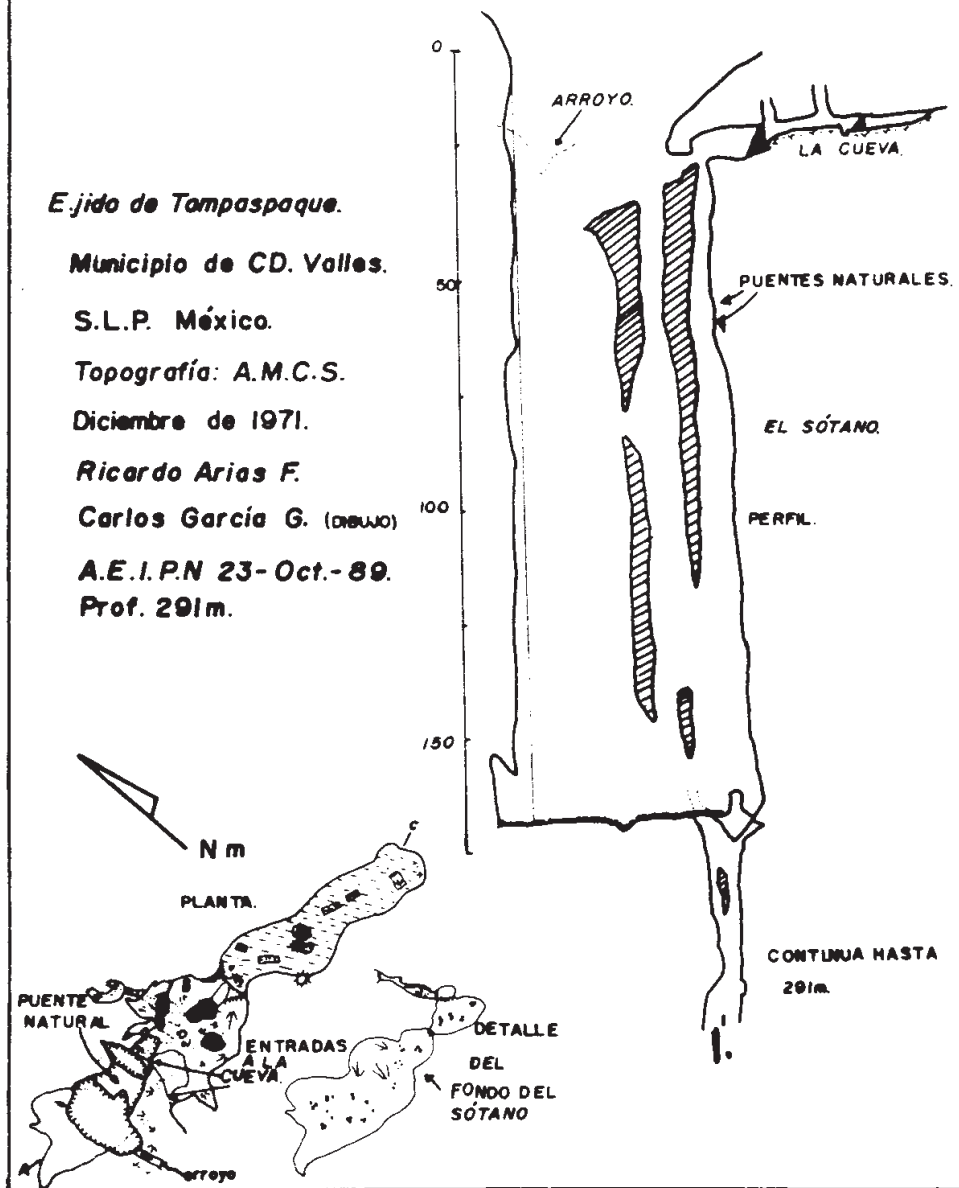 0
ARROYO.
LA CUEVA.
Ejido de Tompaspaque.
Municipio de CD. Valles.
S.L.P. México.
Topografía: A.M.C.S.
Diciembre de 1971.
Ricardo Arias F.
Carlos García G. (DIBUJO)
A.E.I.P.N 23-Oct.-89.
Prof. 291m.
50
PUENTES NATURALES.
EL SÓTANO.
100
PERFIL.
150
Nm
PLANTA.
C
CONTINUA HASTA
291m.
PUENTE
NATURAL
ENTRADAS
A LA
CUEVA.
DETALLE
DEL
FONDO DEL
SÓTANO
A
arroyo